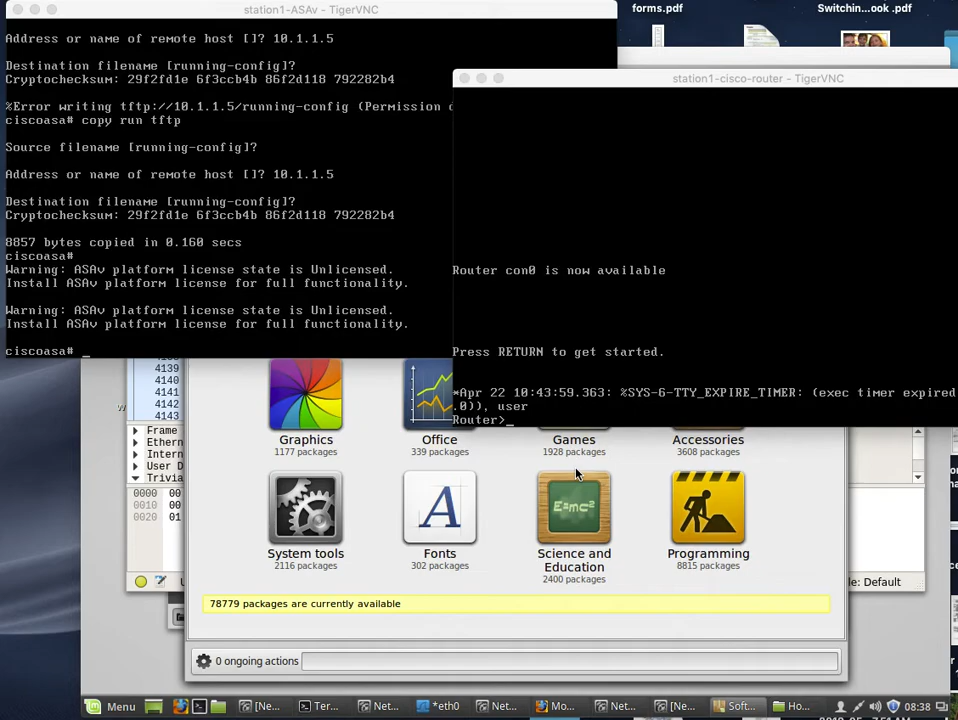 forms.pdf
Switchin...ook .pdf
station1-ASAv - TigerVNC
Address or name of remote host []? 10.1.1.5
Destination filename [running-config]?
Cryptochecksum: 29f2fd1e 6f3ccb4b 86f2d118 792282b4
%Error writing tftp://10.1.1.5/running-config (Permission d
ciscoasa# copy run tftp
Source filename [running-config]?
Address or name of remote host []? 10.1.1.5
Destination filename [running-config]?
Cryptochecksum: 29f2fd1e 6f3ccb4b 86f2d118 792282b4
8857 bytes copied in 0.160 secs
ciscoasa#
Warning: ASAv platform license state is Unlicensed.
Install ASAv platform license for full functionality.
Warning: ASAv platform license state is Unlicensed.
Install ASAv platform license for full functionality.
ciscoasa# _
station1-cisco-router - TigerVNC
Router con0 is now available
Press RETURN to get started.
*Apr 22 10:43:59.363: %SYS-6-TTY_EXPIRE_TIMER: (exec timer expired
.0)), user
Router>_
4139
4140
4141
4142
4143
Frame
Ethern
Intern
User D
Trivia
0000 00
0010 00
0020 01
Graphics
1177 packages
Office
339 packages
Games
1928 packages
Accessories
3608 packages
System tools
2116 packages
Fonts
302 packages
E=mc²
Science and
Education
2400 packages
Programming
8815 packages
78779 packages are currently available
0 ongoing actions
le: Default
Menu
[Ne...
Ter...
Net...
*eth0
Net...
Mo...
Net...
[Ne...
Soft...
Ho...
08:38